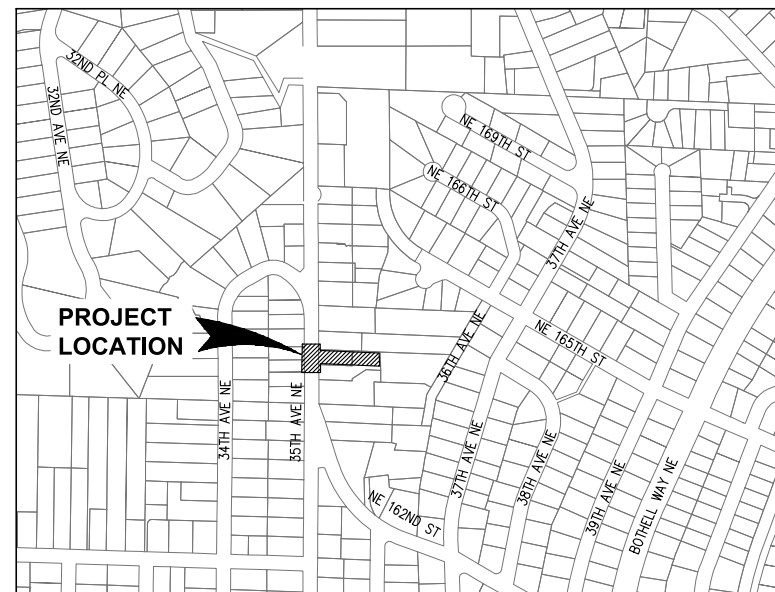 32ND PL NE
32ND AVE NE
NE 169TH ST
NE 166TH ST
37TH AVE NE
PROJECT
LOCATION
36TH AVE NE
NE 165TH ST
34TH AVE NE
35TH AVE NE
37TH AVE NE
38TH AVE NE
39TH AVE NE
BOTHELL WAY NE
NE 162ND ST